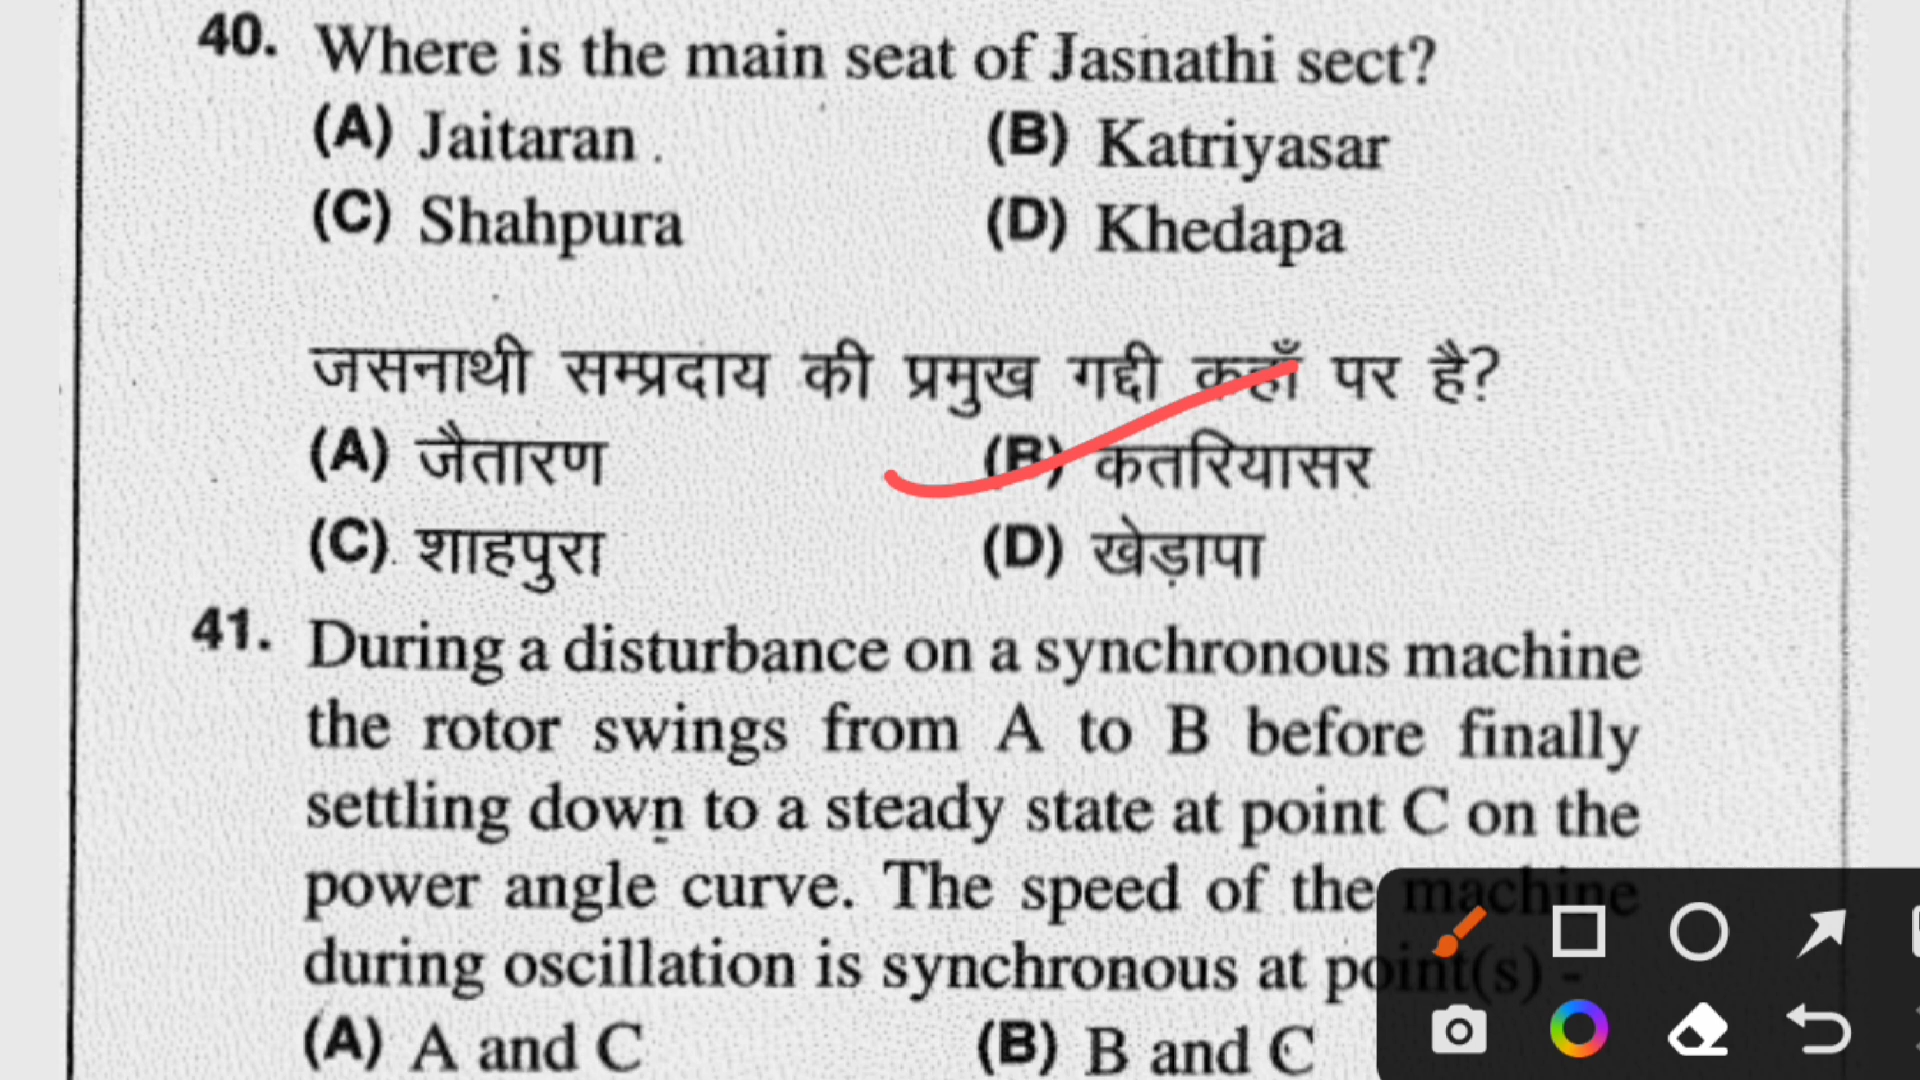 40. Where is the main seat of Jasnathi sect?
(A) Jaitaran . (B) Katriyasar
(C) Shahpura (D) Khedapa
जसनाथी सम्प्रदाय की प्रमुख गद्दी कहाँ पर है?
(A) जैतारण (B) कतरियासर
(C) शाहपुरा (D) खेड़ापा
41. During a disturbance on a synchronous machine
the rotor swings from A to B before finally
settling down to a steady state at point C on the
power angle curve. The speed of the machine
during oscillation is synchronous at point(s) -
(A) A and C (B) B and C